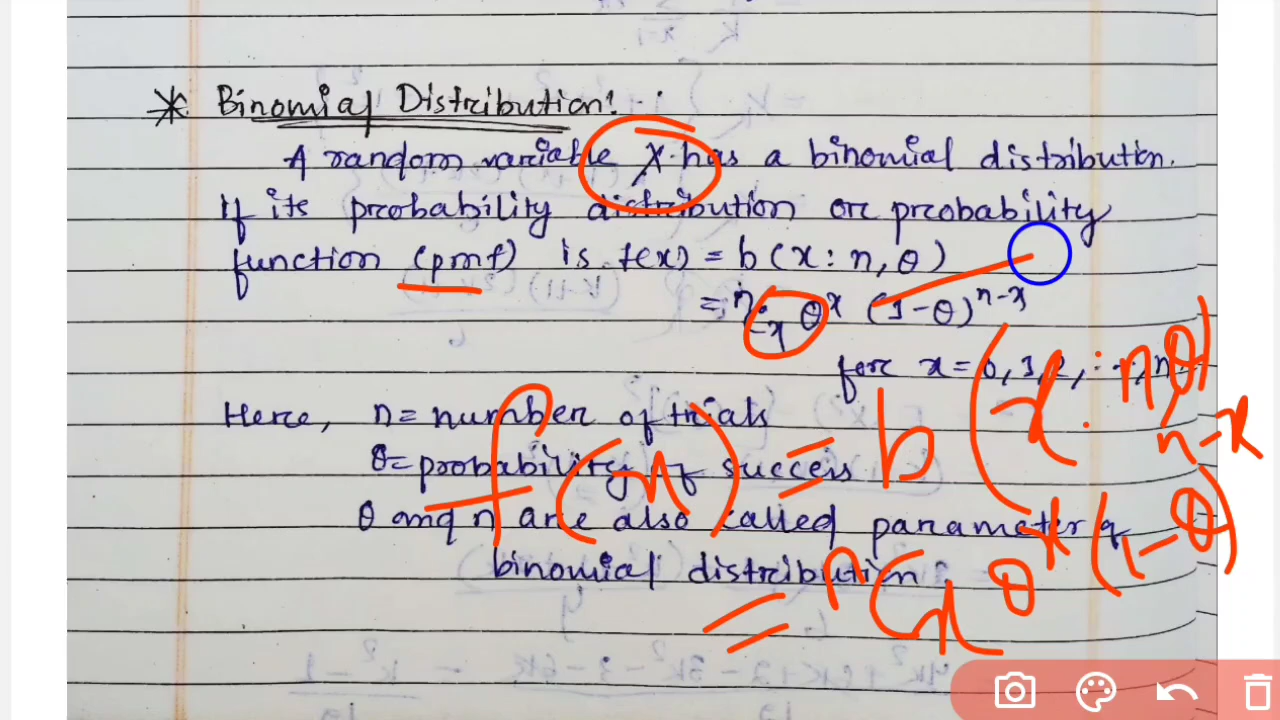 * Binomial Distribution:
A random variable X has a binomial distribution.
If its probability distribution or probability
function (pmf) is f(x) = b(x: n, θ)
= ⁿCₓ θˣ (1-θ)ⁿ⁻ˣ
for x = 0, 1, 2, ..., n.
Here, n = number of trials
θ = probability of success
θ and n are also called parameter of
binomial distribution.
f(x) = b(x: n, θ)
= ⁿCₓ θˣ (1-θ)ⁿ⁻ˣ